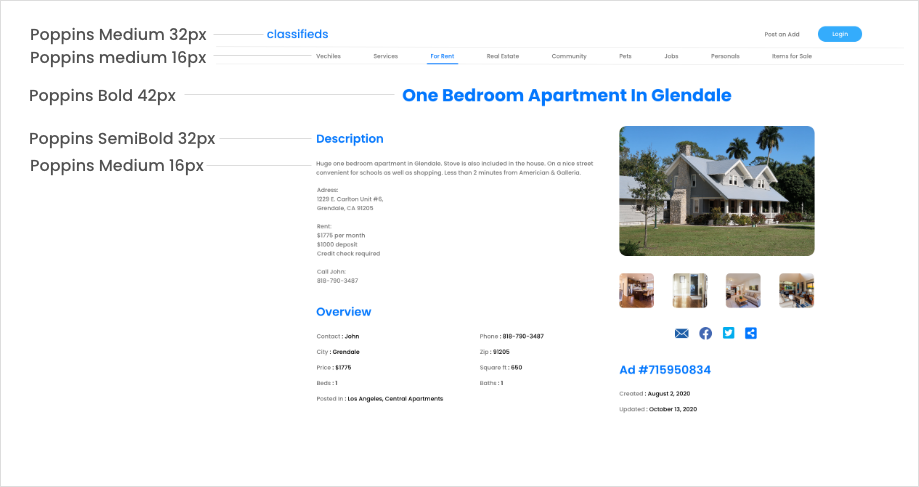 Poppins Medium 32px
classifieds
Post an Add
Login
Poppins medium 16px
Vechiles
Services
For Rent
Real Estate
Community
Pets
Jobs
Personals
Items for Sale
Poppins Bold 42px
One Bedroom Apartment In Glendale
Poppins SemiBold 32px
Description
Poppins Medium 16px
Huge one bedroom apartment in Glendale. Stove is also included in the house. On a nice street
convenient for schools as well as shopping. Less than 2 minutes from Americian & Galleria.
Adress:
1229 E, Carlton Unit #6,
Grendale, CA 91205
Rent:
$1775 per month
$1000 deposit
Credit check required
Call John:
818-790-3487
Overview
Contact : John
Phone : 818-790-3487
City : Grendale
Zip : 91205
Price : $1775
Square ft : 650
Beds : 1
Baths : 1
Posted in : Los Angeles, Central Apartments
Ad #715950834
Created : August 2, 2020
Updated : October 13, 2020